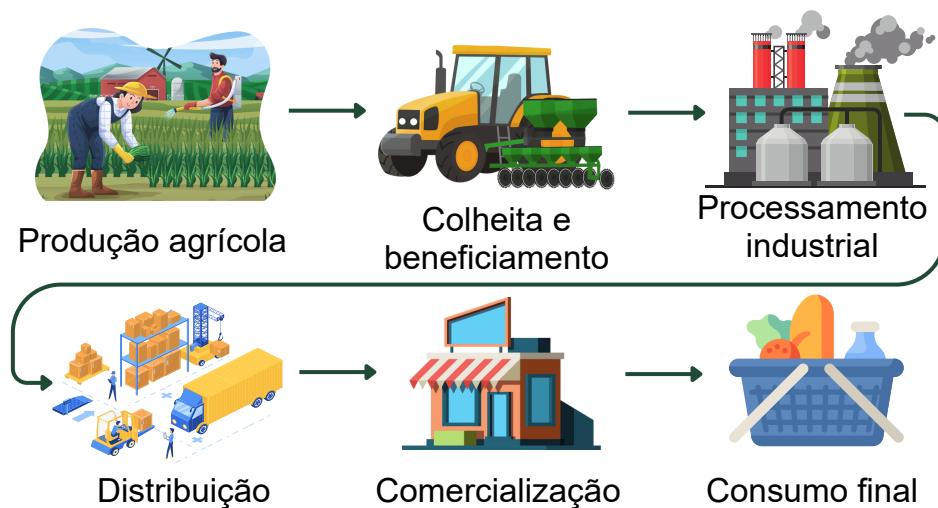 Produção agrícola
Colheita e
beneficiamento
Processamento
industrial
Distribuição
Comercialização
Consumo final